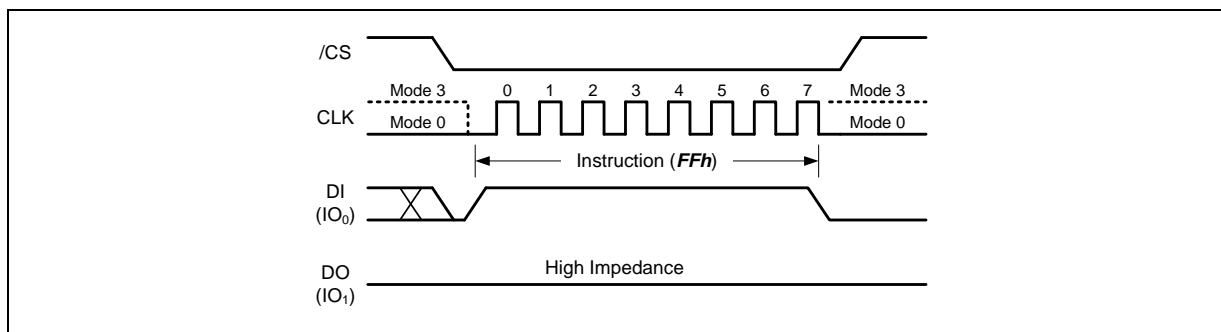 /CS
Mode 3 0 1 2 3 4 5 6 7 Mode 3
CLK
Mode 0 Mode 0
Instruction (FFh)
DI
(IO₀)
High Impedance
DO
(IO₁)